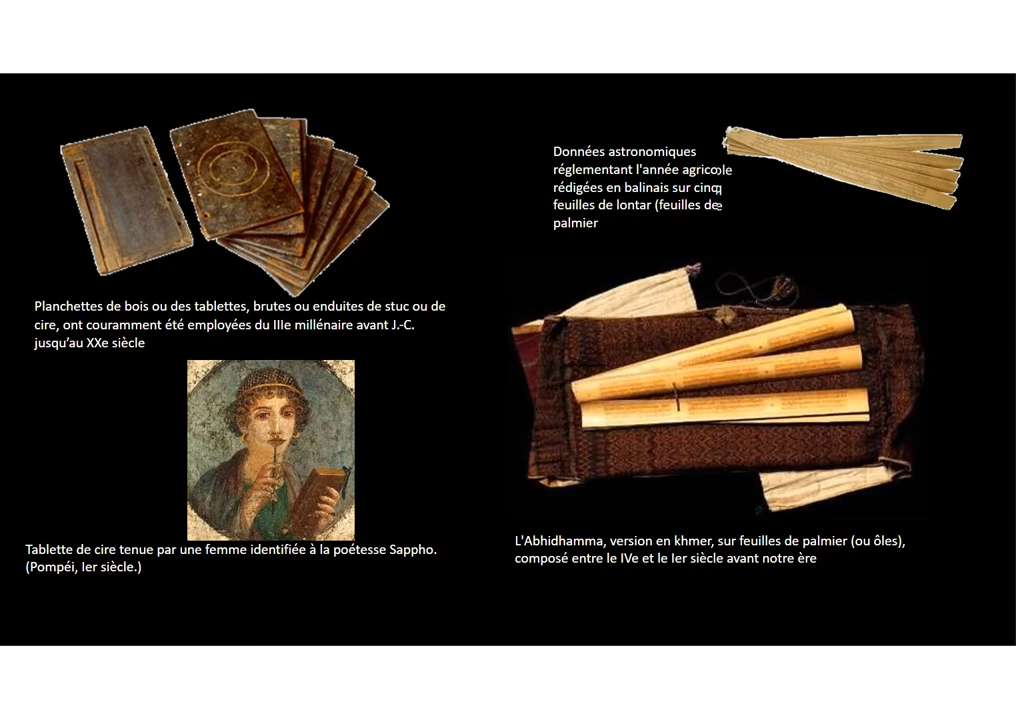 Planchettes de bois ou des tablettes, brutes ou enduites de stuc ou de
cire, ont couramment été employées du IIIe millénaire avant J.-C.
jusqu’au XXe siècle
Tablette de cire tenue par une femme identifiée à la poétesse Sappho.
(Pompéi, Ier siècle.)
Données astronomiques
réglementant l'année agricole
rédigées en balinais sur cinq
feuilles de lontar (feuilles de
palmier
L'Abhidhamma, version en khmer, sur feuilles de palmier (ou ôles),
composé entre le IVe et le Ier siècle avant notre ère